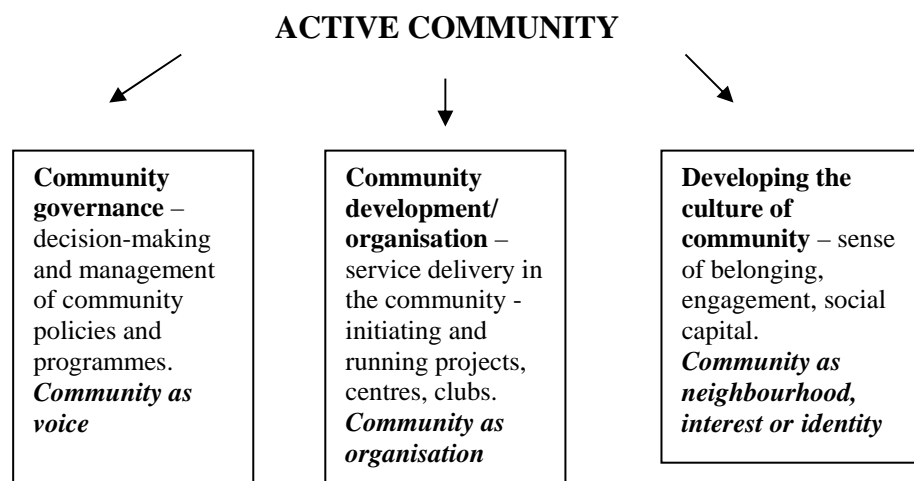 ACTIVE COMMUNITY
Community
governance –
decision-making
and management
of community
policies and
programmes.
Community as
voice
Community
development/
organisation –
service delivery in
the community -
initiating and
running projects,
centres, clubs.
Community as
organisation
Developing the
culture of
community – sense
of belonging,
engagement, social
capital.
Community as
neighbourhood,
interest or identity